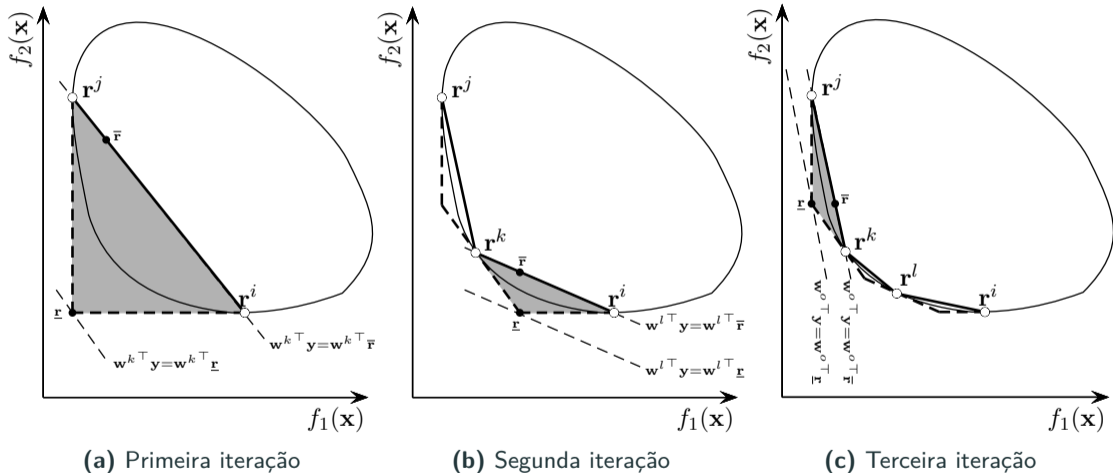 f₂(x)
r^j
r̅
r̲
r^i
w^k⊤y=w^k⊤r̅
w^k⊤y=w^k⊤r̲
f₁(x)
(a) Primeira iteração
f₂(x)
r^j
r^k
r̅
r̲
r^i
w^l⊤y=w^l⊤r̅
w^l⊤y=w^l⊤r̲
f₁(x)
(b) Segunda iteração
f₂(x)
r^j
r̲
r̅
r^k
r^l
r^i
w^o⊤y=w^o⊤r̲
w^o⊤y=w^o⊤r̅
f₁(x)
(c) Terceira iteração